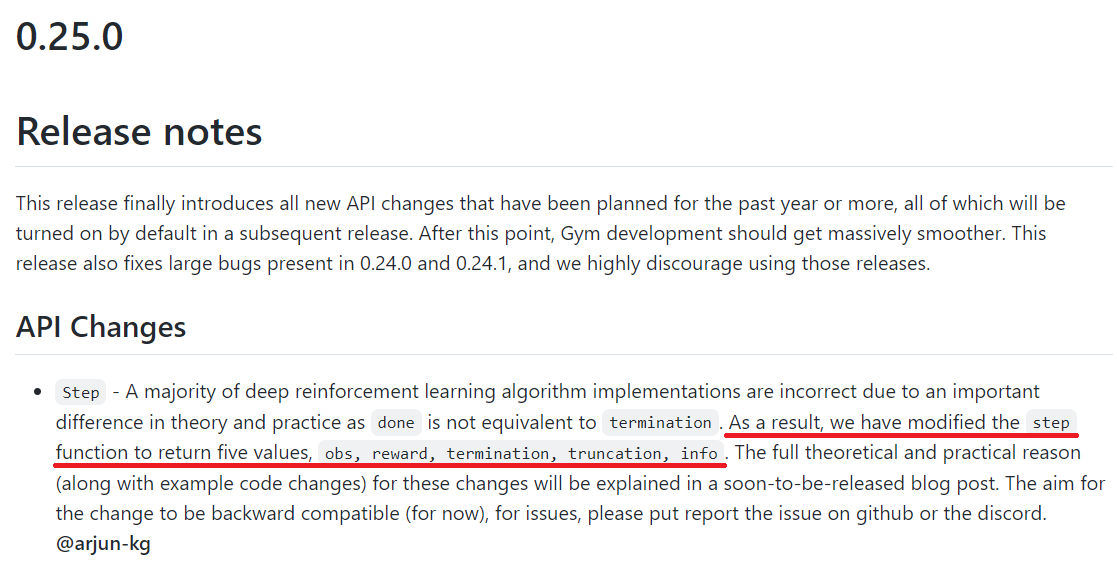 0.25.0
Release notes
This release finally introduces all new API changes that have been planned for the past year or more, all of which will be
turned on by default in a subsequent release. After this point, Gym development should get massively smoother. This
release also fixes large bugs present in 0.24.0 and 0.24.1, and we highly discourage using those releases.
API Changes
• Step - A majority of deep reinforcement learning algorithm implementations are incorrect due to an important
difference in theory and practice as done is not equivalent to termination. As a result, we have modified the step
function to return five values, obs, reward, termination, truncation, info. The full theoretical and practical reason
(along with example code changes) for these changes will be explained in a soon-to-be-released blog post. The aim for
the change to be backward compatible (for now), for issues, please put report the issue on github or the discord.
@arjun-kg